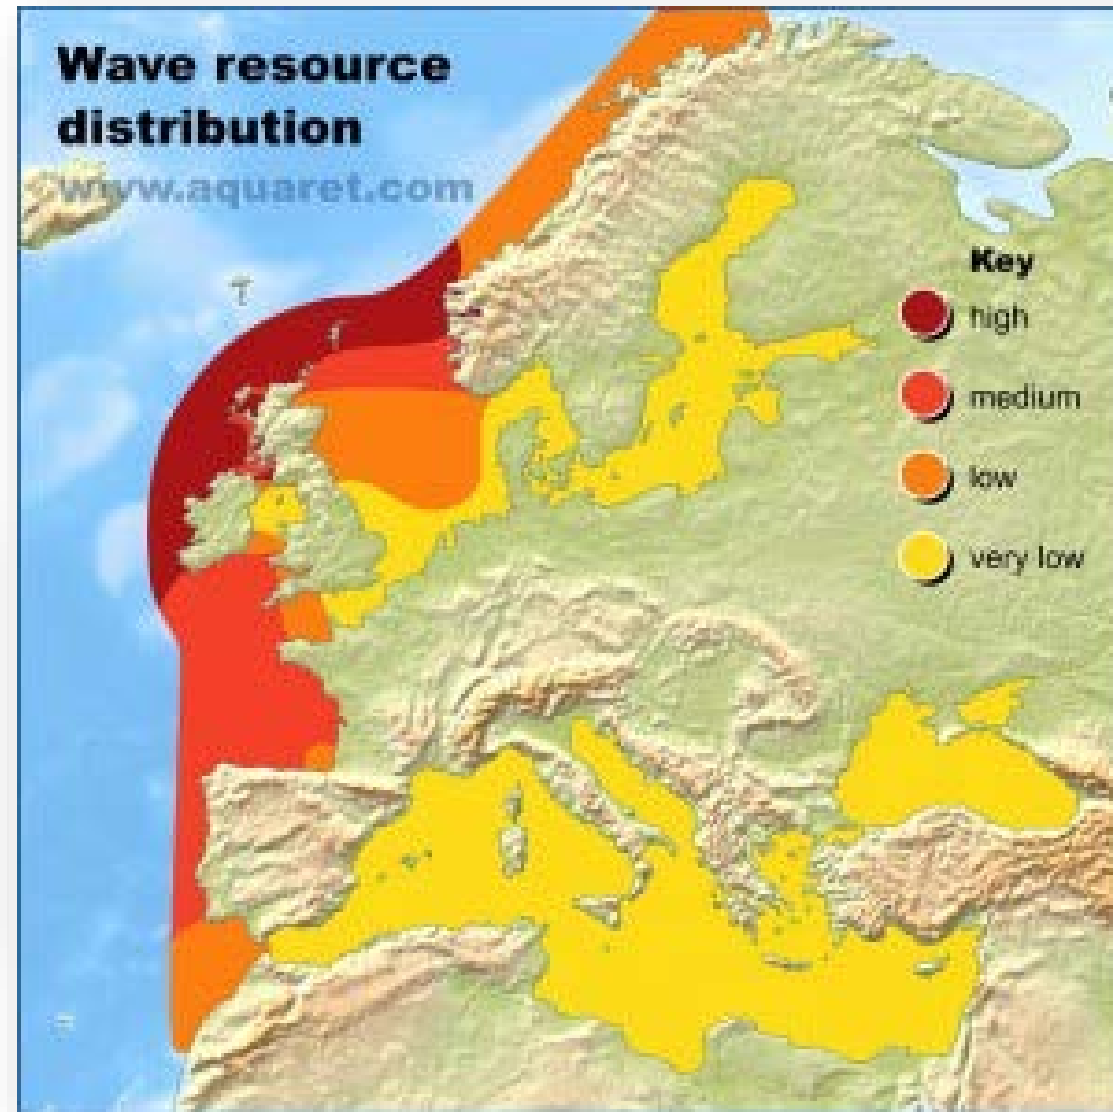 Wave resource
distribution
www.aquaret.com
Key
high
medium
low
very low